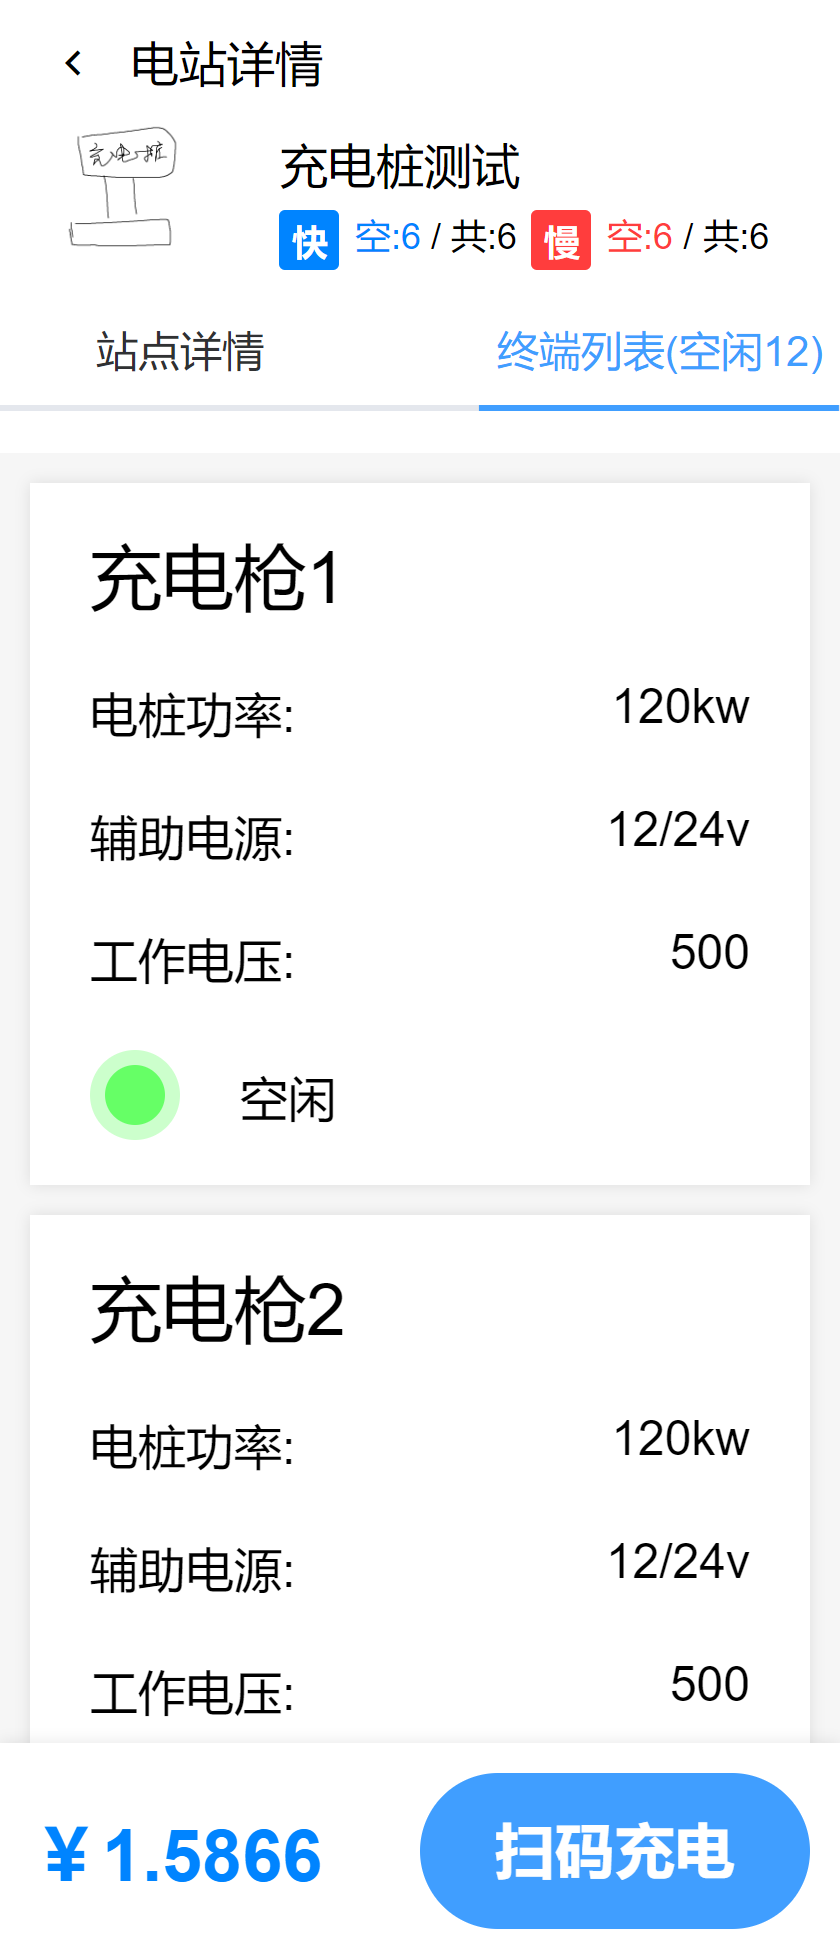 电站详情
充电桩
充电桩测试
快 空:6 / 共:6 慢 空:6 / 共:6
站点详情 终端列表(空闲12)
充电枪1
电桩功率: 120kw
辅助电源: 12/24v
工作电压: 500
空闲
充电枪2
电桩功率: 120kw
辅助电源: 12/24v
工作电压: 500
¥1.5866 扫码充电